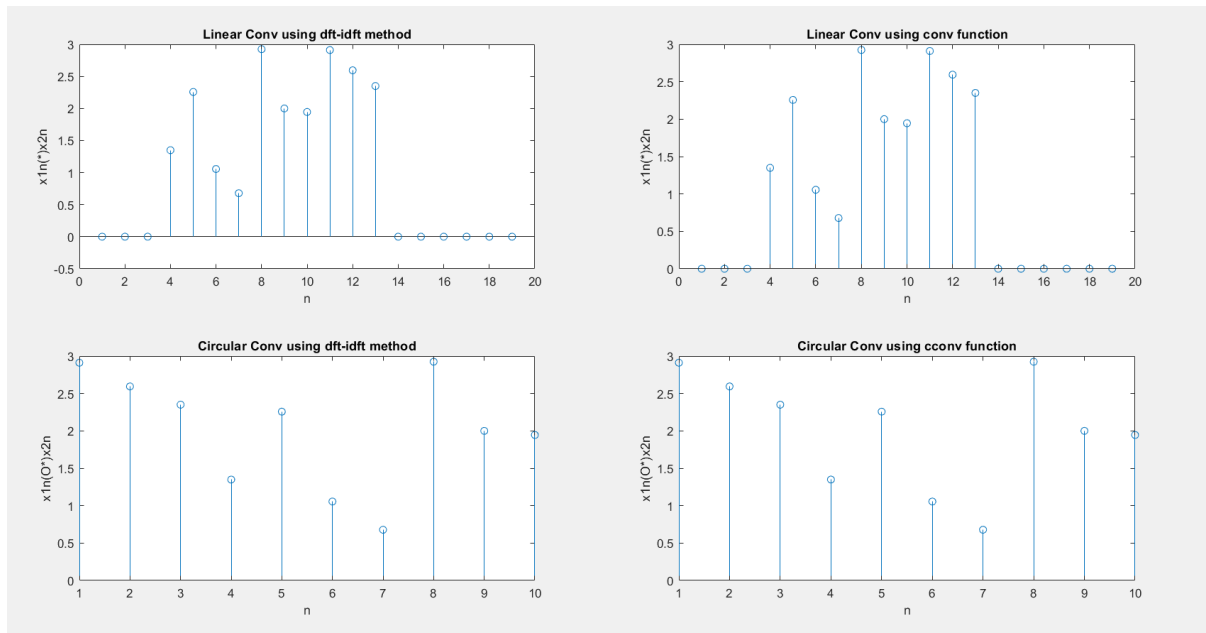 Linear Conv using dft-idft method
3
2.5
2
1.5
1
0.5
0
-0.5
x1n(*)x2n
0 2 4 6 8 10 12 14 16 18 20
n
Linear Conv using conv function
3
2.5
2
1.5
1
0.5
0
x1n(*)x2n
0 2 4 6 8 10 12 14 16 18 20
n
Circular Conv using dft-idft method
3
2.5
2
1.5
1
0.5
0
x1n(O*)x2n
1 2 3 4 5 6 7 8 9 10
n
Circular Conv using cconv function
3
2.5
2
1.5
1
0.5
0
x1n(O*)x2n
1 2 3 4 5 6 7 8 9 10
n